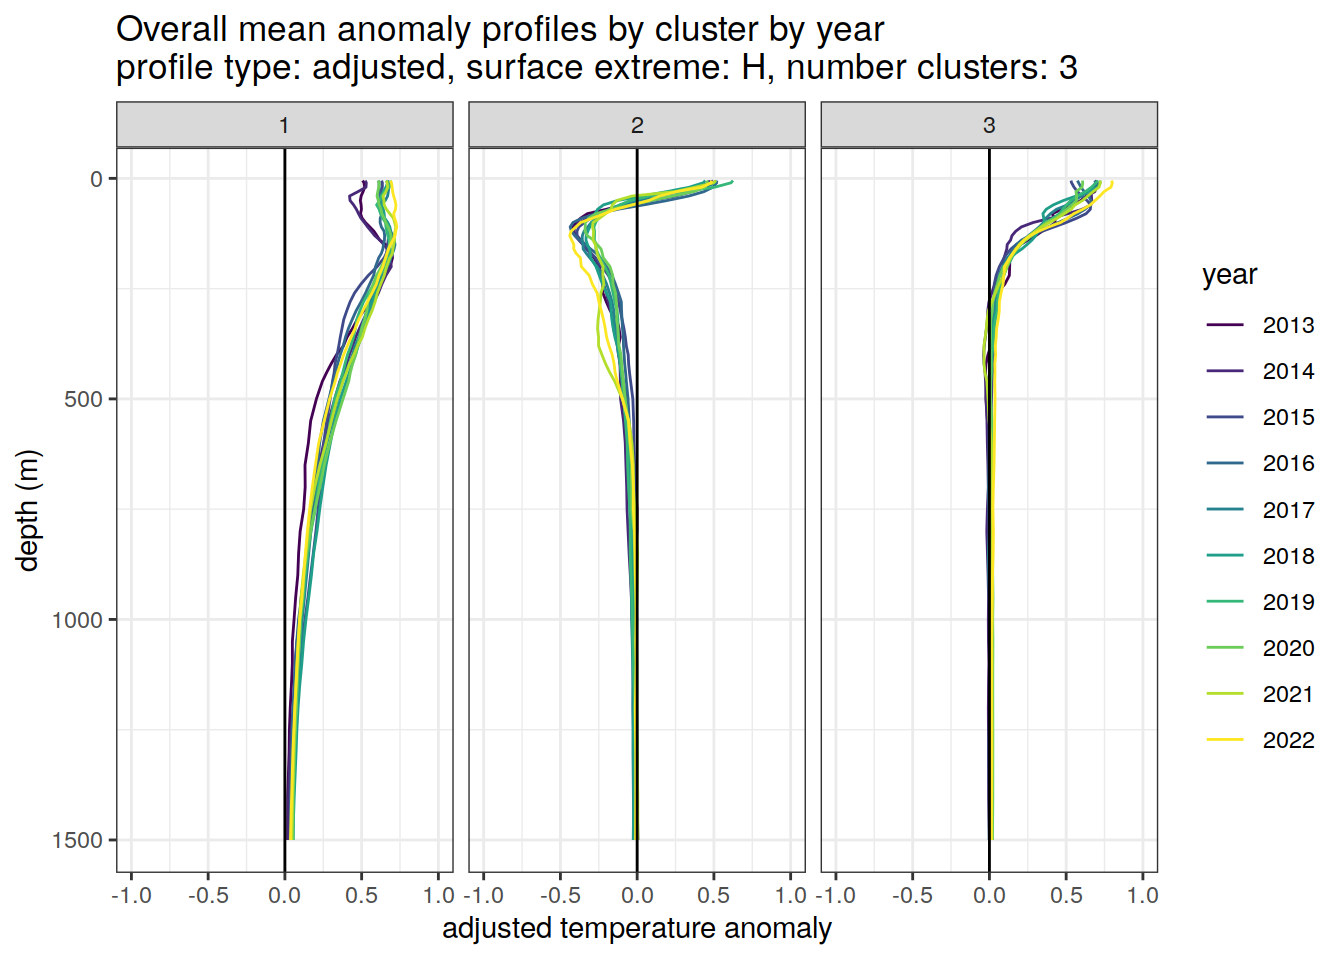 Overall mean anomaly profiles by cluster by year
profile type: adjusted, surface extreme: H, number clusters: 3
1
2
3
0
500
1000
1500
depth (m)
-1.0 -0.5 0.0 0.5 1.0
-1.0 -0.5 0.0 0.5 1.0
-1.0 -0.5 0.0 0.5 1.0
adjusted temperature anomaly
year
2013
2014
2015
2016
2017
2018
2019
2020
2021
2022